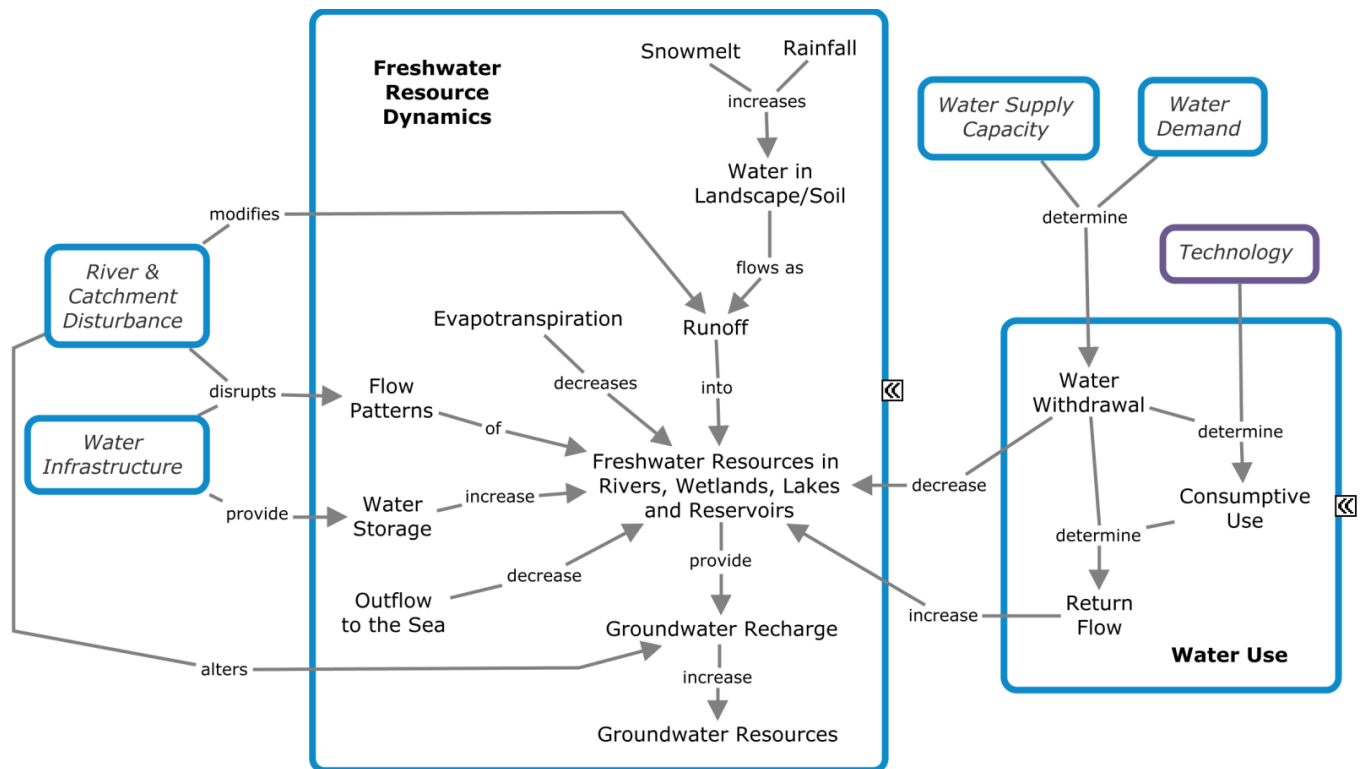 Freshwater
Resource
Dynamics
Snowmelt
Rainfall
increases
Water in
Landscape/Soil
flows as
Runoff
into
modifies
River &
Catchment
Disturbance
disrupts
Water
Infrastructure
provide
alters
Evapotranspiration
decreases
Flow
Patterns
of
Water
Storage
increase
Outflow
to the Sea
decrease
Freshwater Resources in
Rivers, Wetlands, Lakes
and Reservoirs
provide
Groundwater Recharge
increase
Groundwater Resources
Water Supply
Capacity
Water
Demand
determine
Technology
Water
Withdrawal
determine
Consumptive
Use
determine
Return
Flow
decrease
increase
Water Use